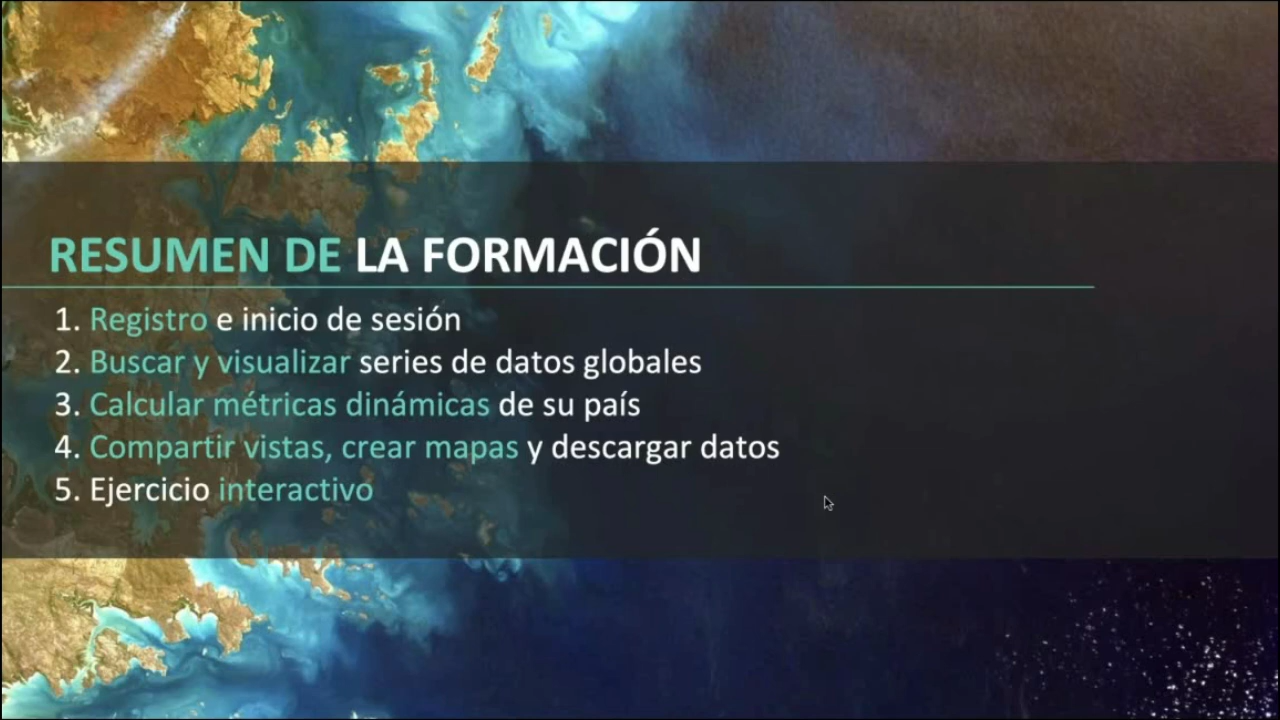 RESUMEN DE LA FORMACIÓN
1. Registro e inicio de sesión
2. Buscar y visualizar series de datos globales
3. Calcular métricas dinámicas de su país
4. Compartir vistas, crear mapas y descargar datos
5. Ejercicio interactivo